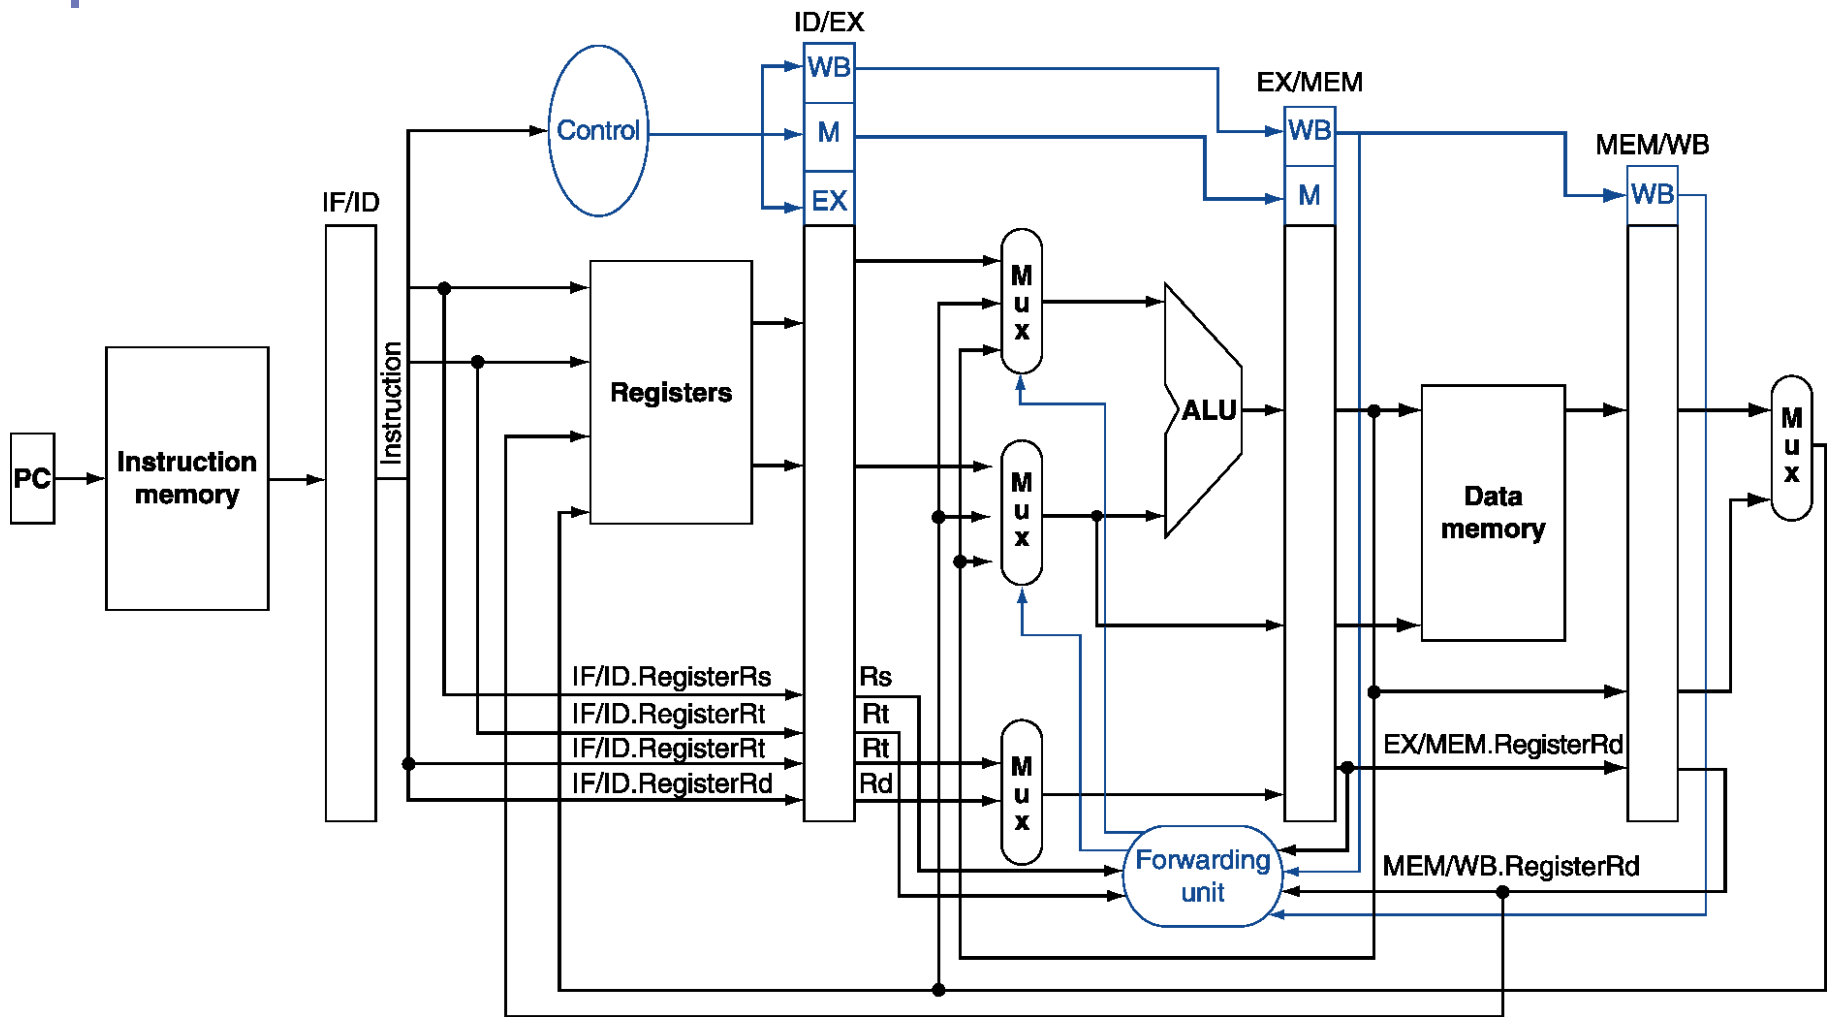 ID/EX
WB
EX/MEM
Control
M
WB
MEM/WB
IF/ID
EX
M
WB
Instruction
Registers
PC
Instruction
memory
M
u
x
M
u
x
ALU
Data
memory
M
u
x
IF/ID.RegisterRs
Rs
IF/ID.RegisterRt
Rt
IF/ID.RegisterRt
Rt
IF/ID.RegisterRd
Rd
M
u
x
EX/MEM.RegisterRd
Forwarding
unit
MEM/WB.RegisterRd